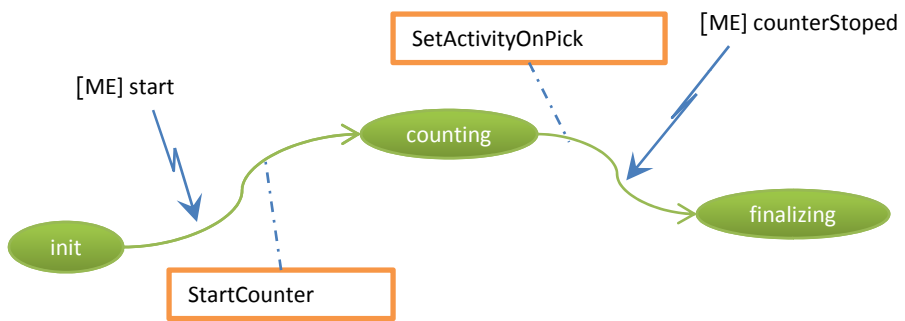 SetActivityOnPick
[ME] counterStoped
[ME] start
counting
finalizing
init
StartCounter